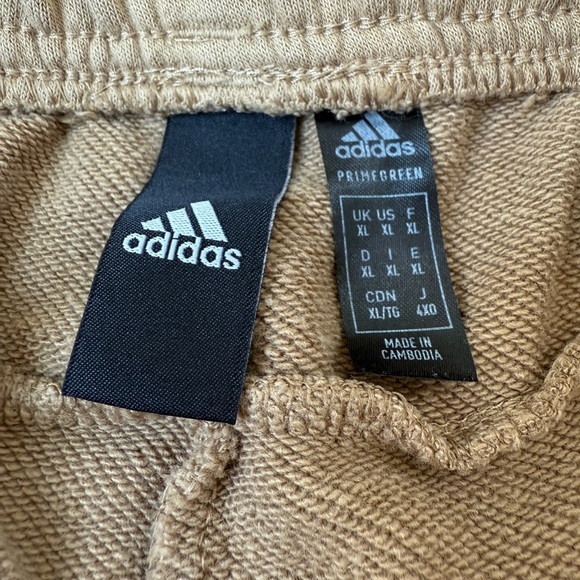 adidas
adidas
PRIMEGREEN
UK US F
XL XL XL
D I E
XL XL XL
CDN J
XL/TG 4XO
MADE IN
CAMBODIA